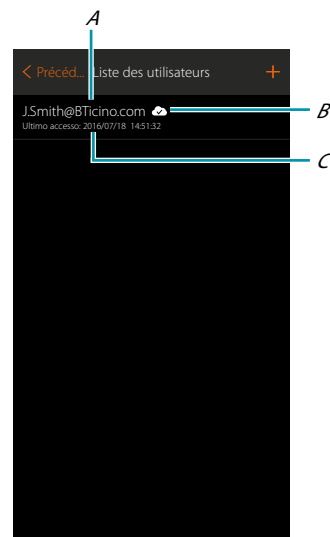 A
< Précéd... Liste des utilisateurs +
J.Smith@BTicino.com
B
Ultimo accesso: 2016/07/18 14:51:32
C